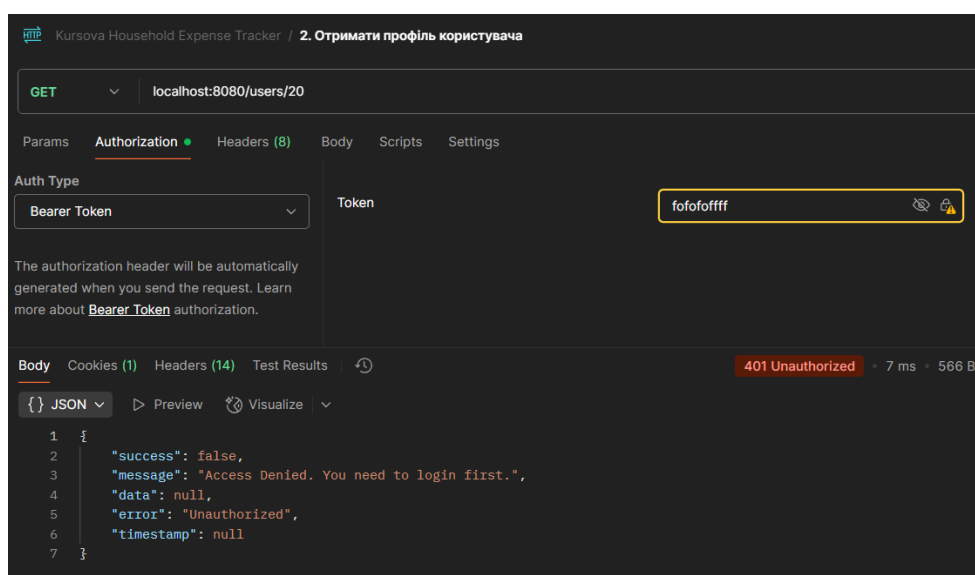 HTTP Kursova Household Expense Tracker / 2. Отримати профіль користувача
GET localhost:8080/users/20
Params Authorization Headers (8) Body Scripts Settings
Auth Type
Bearer Token
Token
fofofoffff
The authorization header will be automatically
generated when you send the request. Learn
more about Bearer Token authorization.
Body Cookies (1) Headers (14) Test Results 401 Unauthorized • 7 ms • 566 B
{} JSON Preview Visualize
1 {
2 "success": false,
3 "message": "Access Denied. You need to login first.",
4 "data": null,
5 "error": "Unauthorized",
6 "timestamp": null
7 }